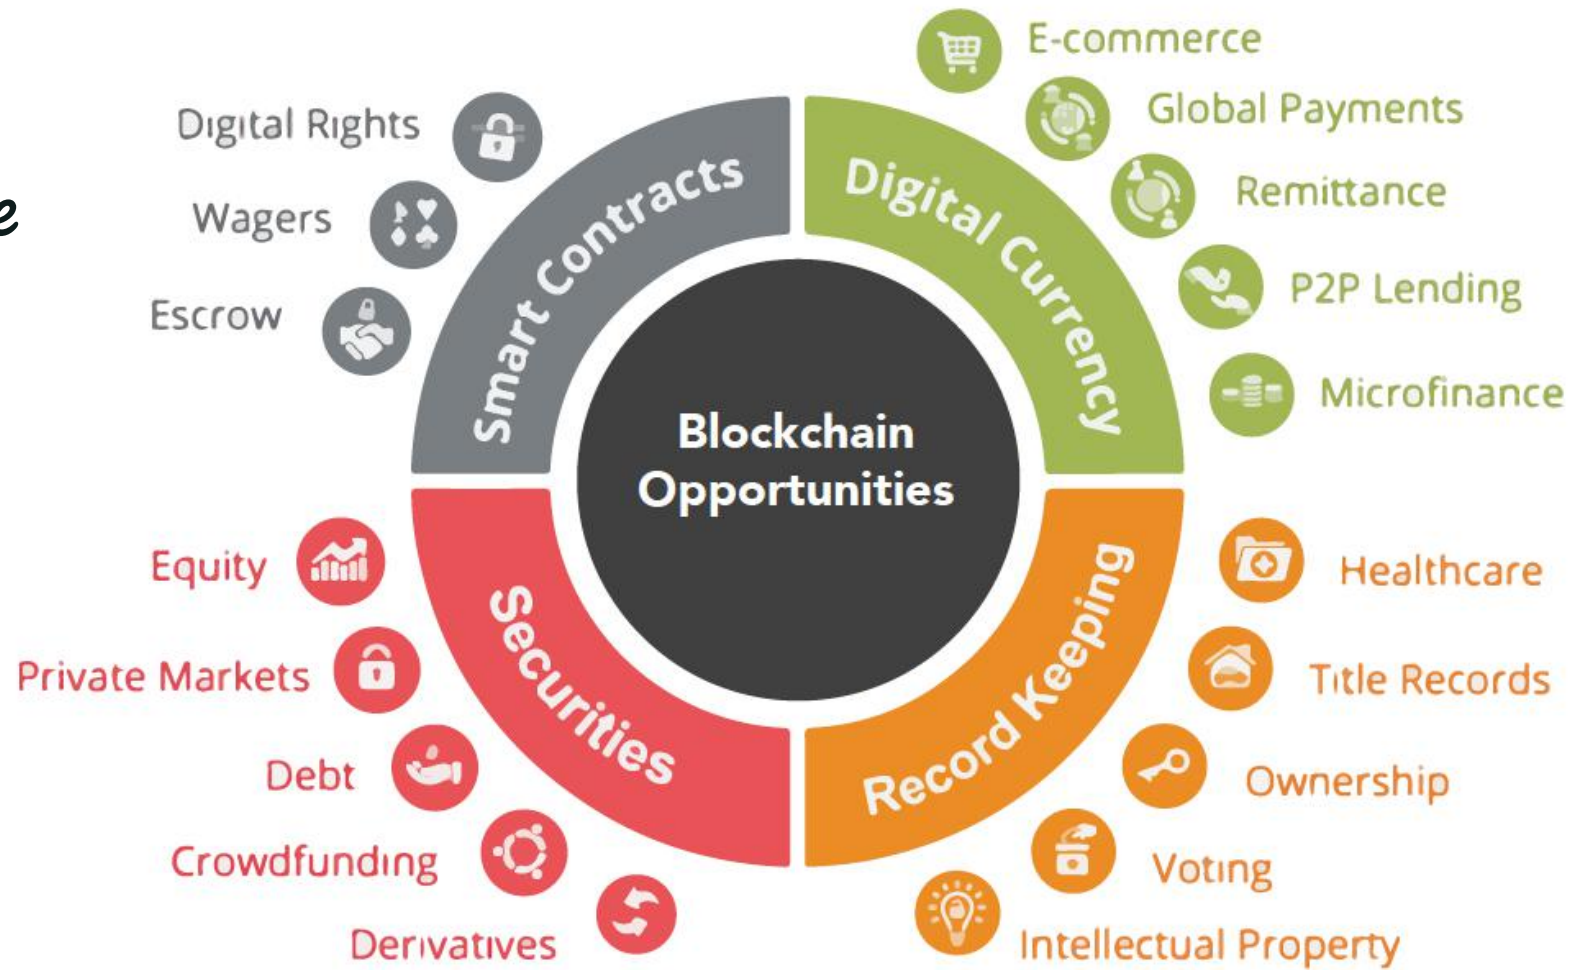 Digital Rights
Wagers
Escrow
Smart Contracts
E-commerce
Global Payments
Remittance
P2P Lending
Microfinance
Digital Currency
Blockchain
Opportunities
Equity
Private Markets
Debt
Crowdfunding
Derivatives
Securities
Healthcare
Title Records
Ownership
Voting
Intellectual Property
Record Keeping
e